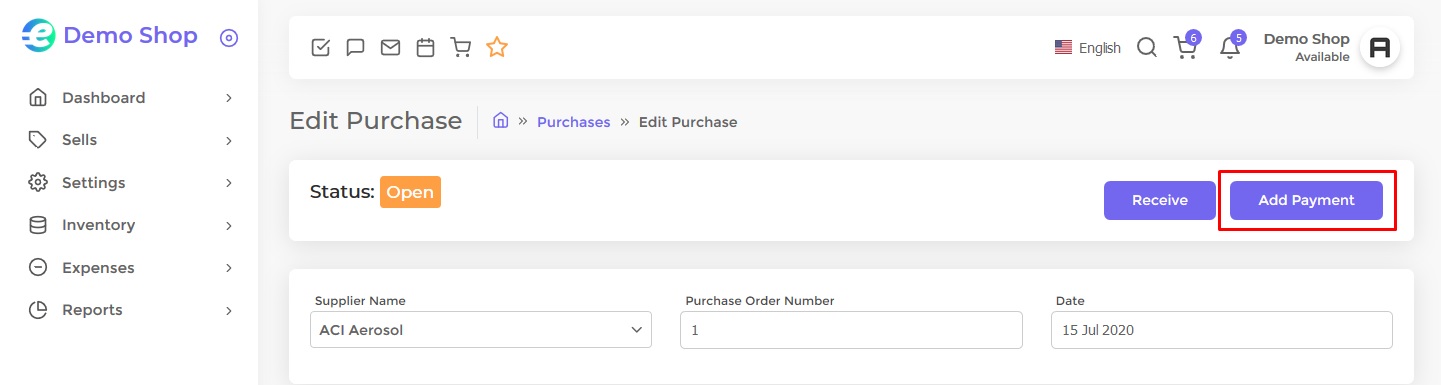 Demo Shop
English
6
5
Demo Shop
Available
Dashboard
Sells
Settings
Inventory
Expenses
Reports
Edit Purchase
» Purchases » Edit Purchase
Status: Open
Receive
Add Payment
Supplier Name
ACI Aerosol
Purchase Order Number
1
Date
15 Jul 2020